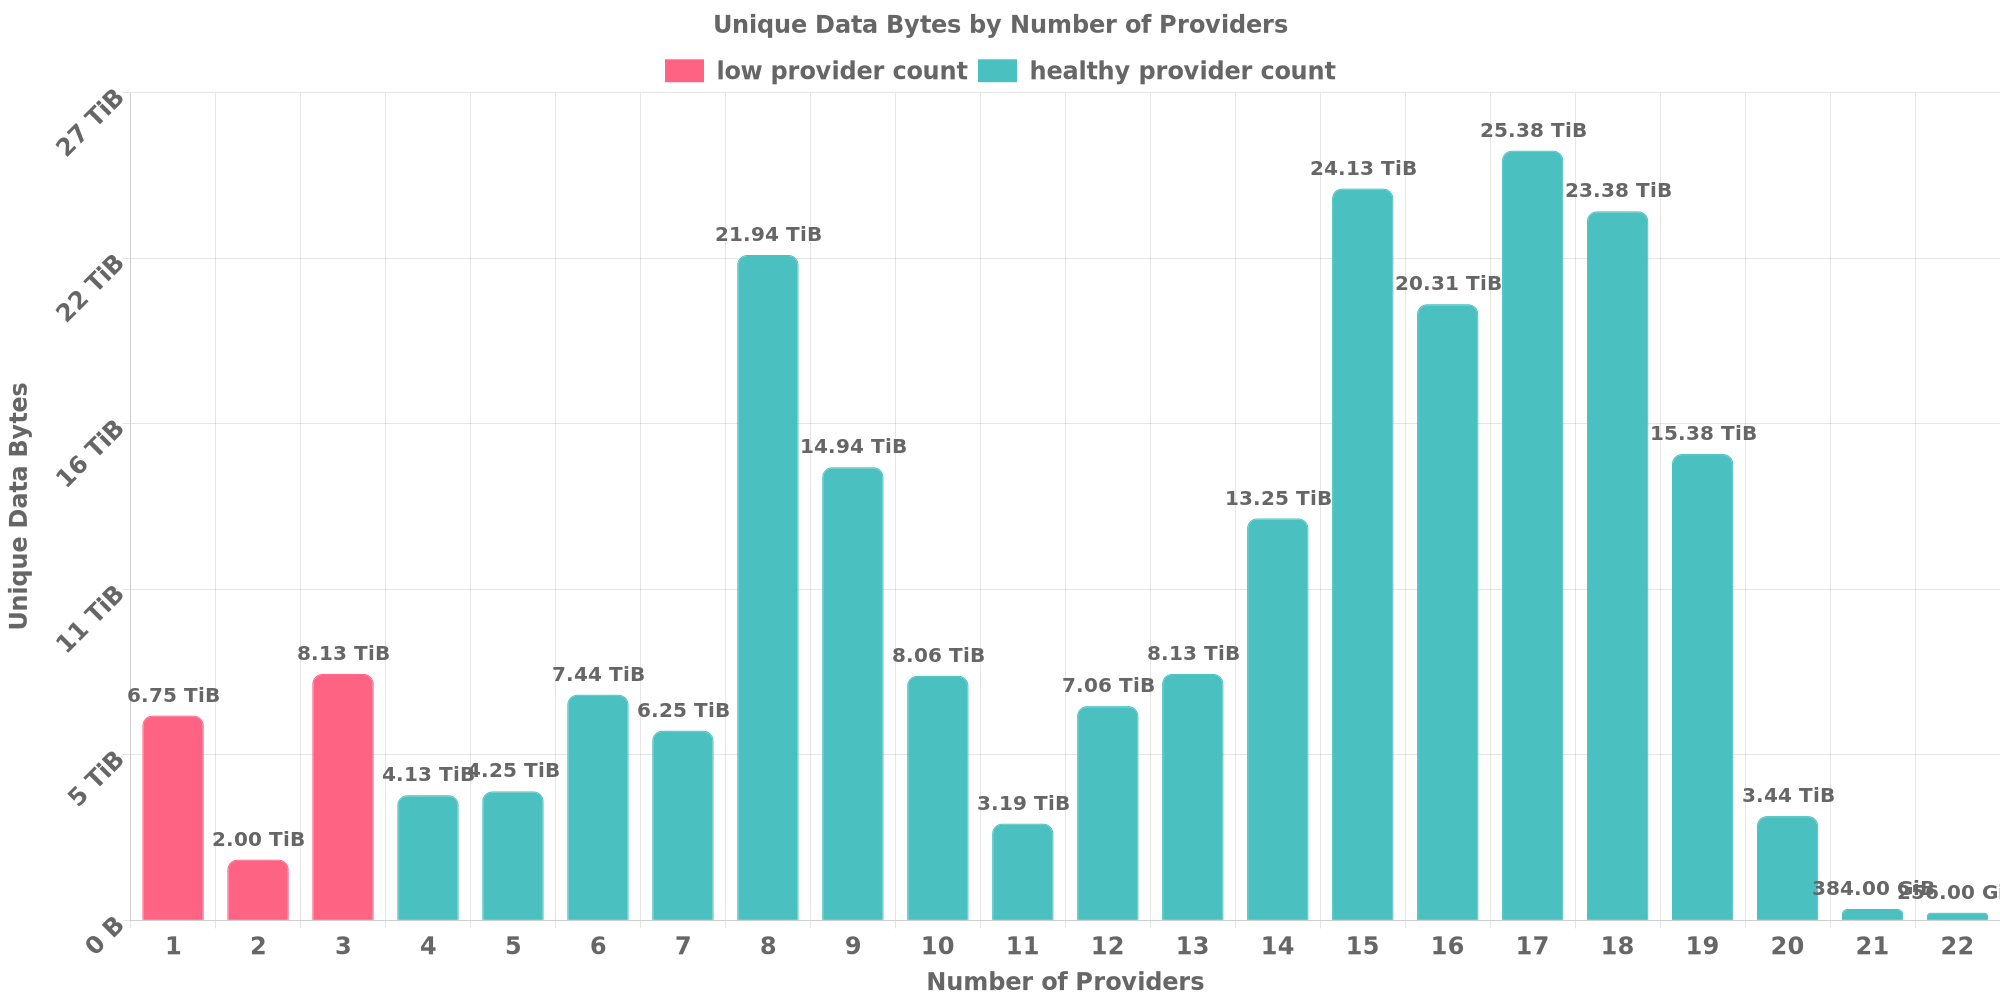 Unique Data Bytes by Number of Providers
low provider count healthy provider count
27 TiB
22 TiB
16 TiB
11 TiB
5 TiB
0 B
Unique Data Bytes
6.75 TiB
2.00 TiB
8.13 TiB
4.13 TiB
4.25 TiB
7.44 TiB
6.25 TiB
21.94 TiB
14.94 TiB
8.06 TiB
3.19 TiB
7.06 TiB
8.13 TiB
13.25 TiB
24.13 TiB
20.31 TiB
25.38 TiB
23.38 TiB
15.38 TiB
3.44 TiB
384.00 GiB
256.00
1 2 3 4 5 6 7 8 9 10 11 12 13 14 15 16 17 18 19 20 21 22
Number of Providers